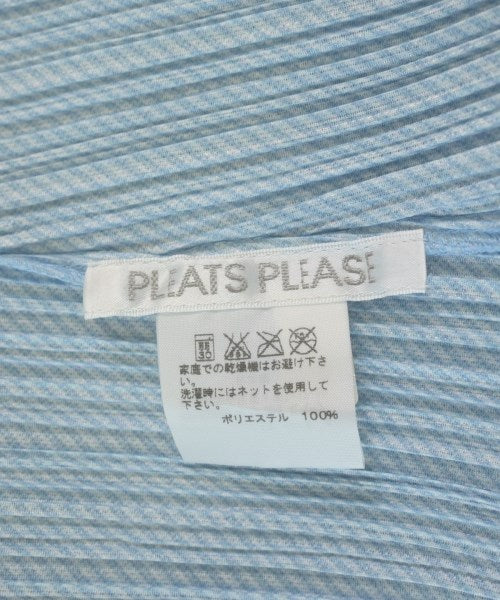 PLEATS PLEASE
30
家庭での乾燥機はお避け下さ
い。
洗濯時にはネットを使用して
下さい。
ポリエステル 100%